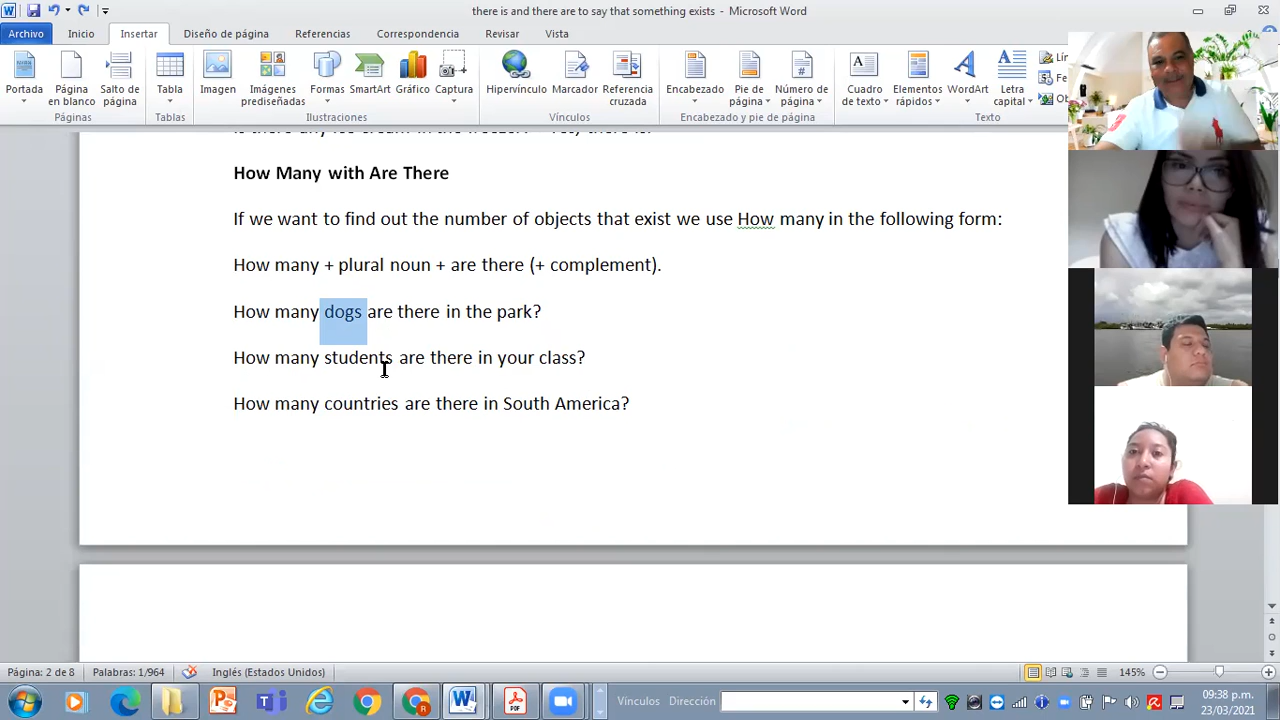 there is and there are to say that something exists - Microsoft Word
Archivo Inicio Insertar Diseño de página Referencias Correspondencia Revisar Vista
Portada
Página en blanco
Salto de página
Tabla
Imagen
Imágenes prediseñadas
Formas
SmartArt
Gráfico
Captura
Hipervínculo
Marcador
Referencia cruzada
Encabezado
Pie de página
Número de página
Cuadro de texto
Elementos rápidos
WordArt
Letra capital
Páginas Tablas Ilustraciones Vínculos Encabezado y pie de página Texto
How Many with Are There
If we want to find out the number of objects that exist we use How many in the following form:
How many + plural noun + are there (+ complement).
How many dogs are there in the park?
How many students are there in your class?
How many countries are there in South America?
Página: 2 de 8 Palabras: 1/964 Inglés (Estados Unidos) 145%
Vínculos Dirección
09:38 p.m.
23/03/2021